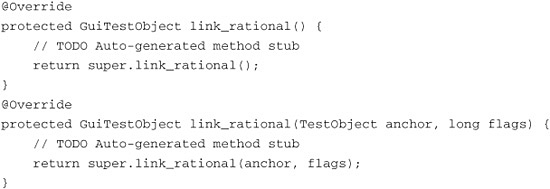 @Override
protected GuiTestObject link_rational() {
    // TODO Auto-generated method stub
    return super.link_rational();
}
@Override
protected GuiTestObject link_rational(TestObject anchor, long flags) {
    // TODO Auto-generated method stub
    return super.link_rational(anchor, flags);
}